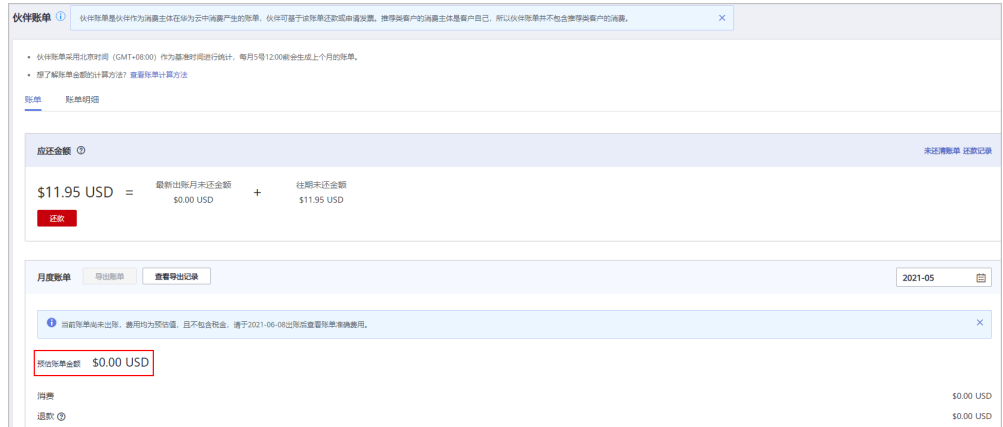 伙伴账单
伙伴账单是伙伴作为消费主体在华为云中消费产生的账单，伙伴可基于该账单还款或申请发票。推荐类客户的消费主体是客户自己，所以伙伴账单并不包含推荐类客户的消费。
伙伴账单采用北京时间（GMT+08:00）作为基准时间进行统计，每月5号12:00前会生成上个月的账单。
想了解账单金额的计算方法？查看账单计算方法
账单 账单明细
应还金额 未还清账单 还款记录
$11.95 USD = 最新出账月未还金额 + 往期未还金额
$0.00 USD $11.95 USD
还款
月度账单 导出账单 查看导出记录 2021-05
当前账单尚未出账，费用均为预估值，且不包含税金，请于2021-06-08出账后查看账单准确费用。
预估账单金额 $0.00 USD
消费 $0.00 USD
退款 $0.00 USD